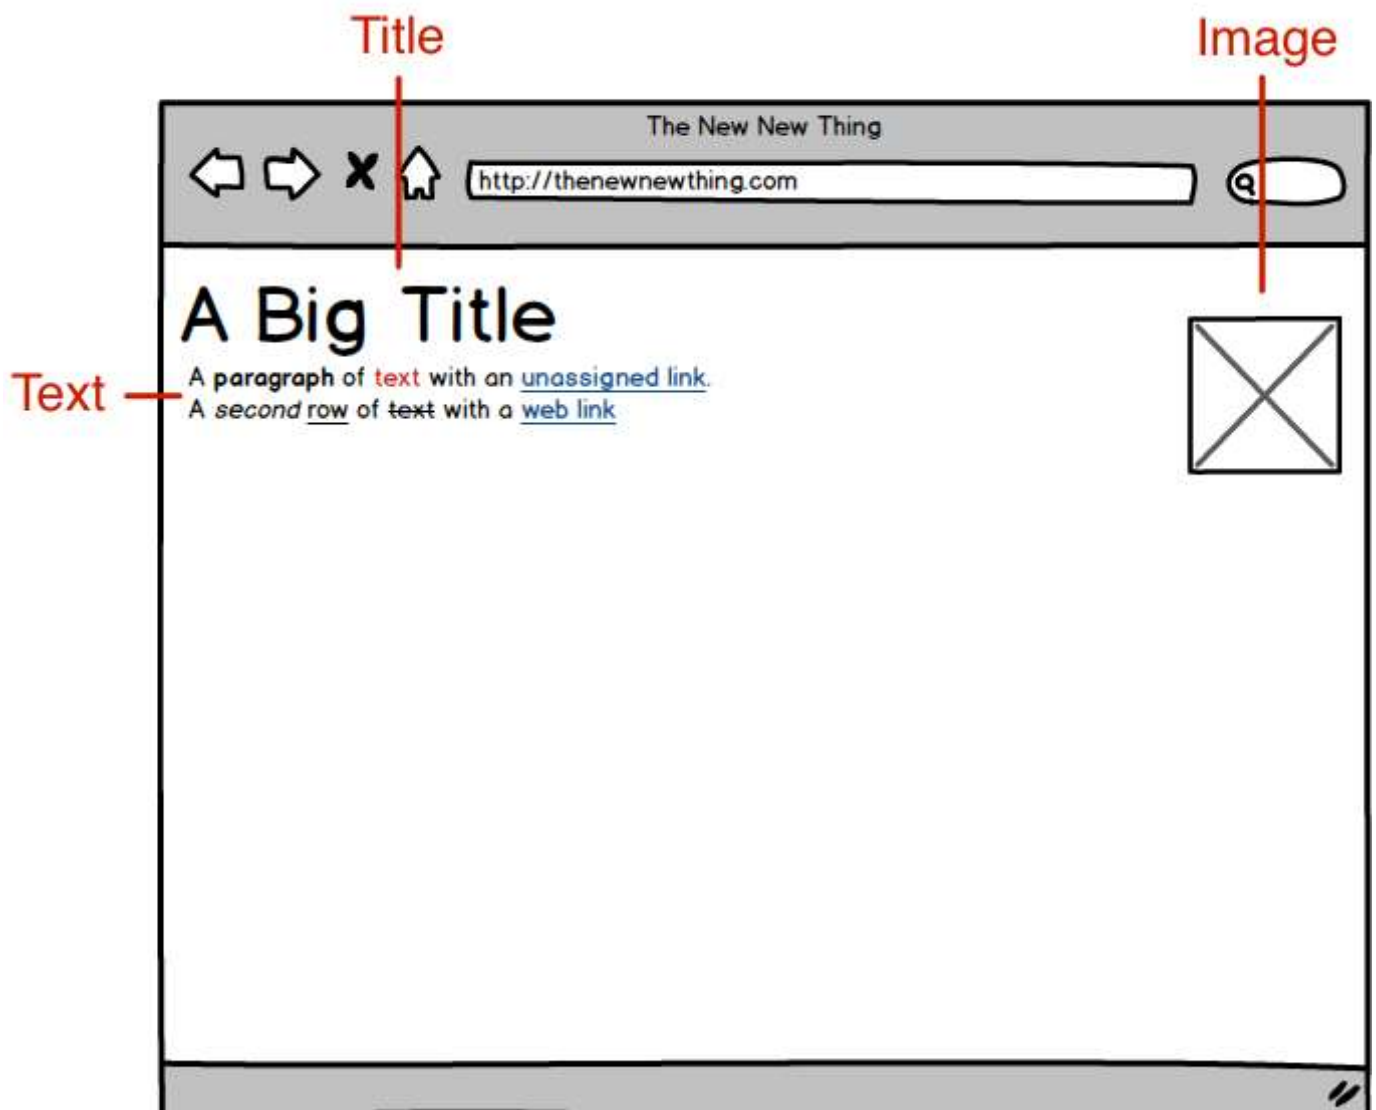 Title
Image
The New New Thing
http://thenewnewthing.com
A Big Title
Text
A paragraph of text with an unassigned link.
A second row of text with a web link